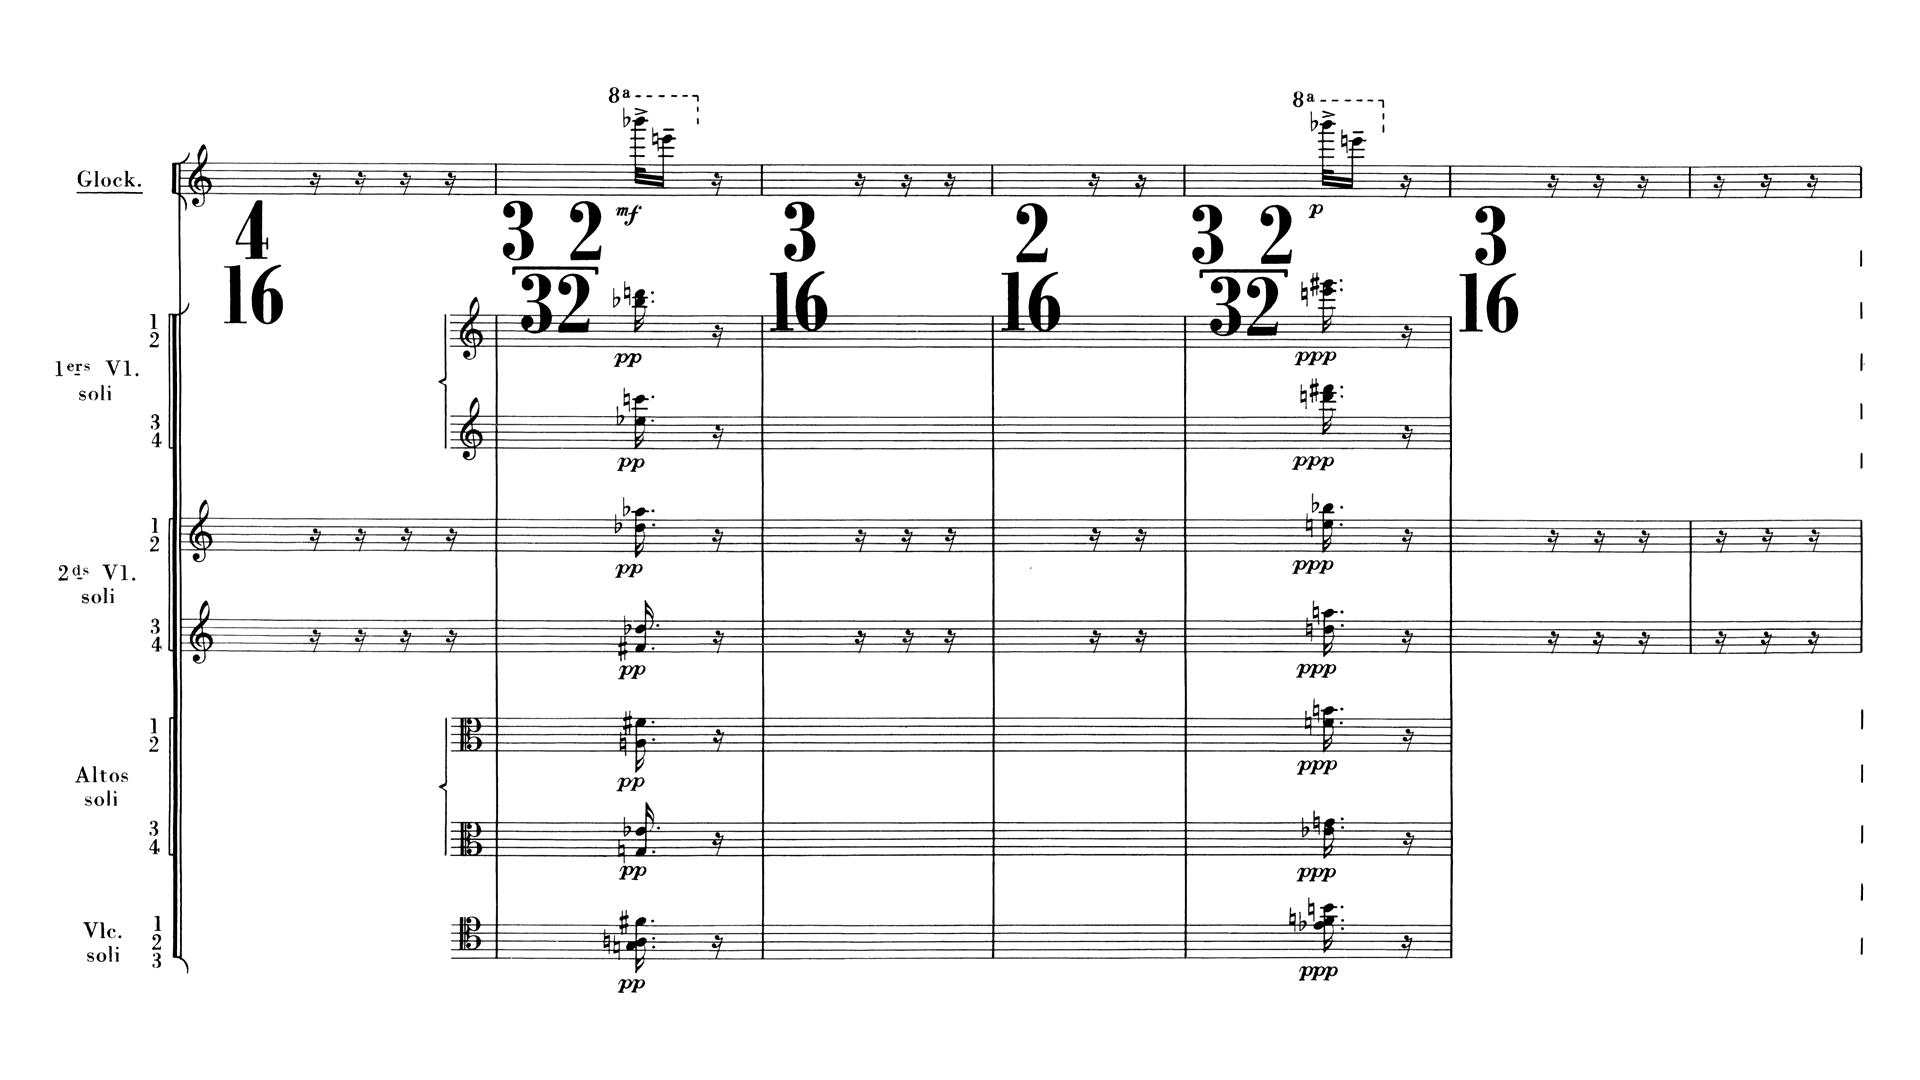 8ª 8ª
Glock.
mf p
4 3 2 3 2 3 2 3
16 32 16 16 32 16
1
2
pp ppp
1ers Vl.
soli
3
4
pp ppp
1
2
pp ppp
2ds Vl.
soli
3
4
pp ppp
1
2
pp ppp
Altos
soli
3
4
pp ppp
Vlc.
soli
1
2
3
pp ppp